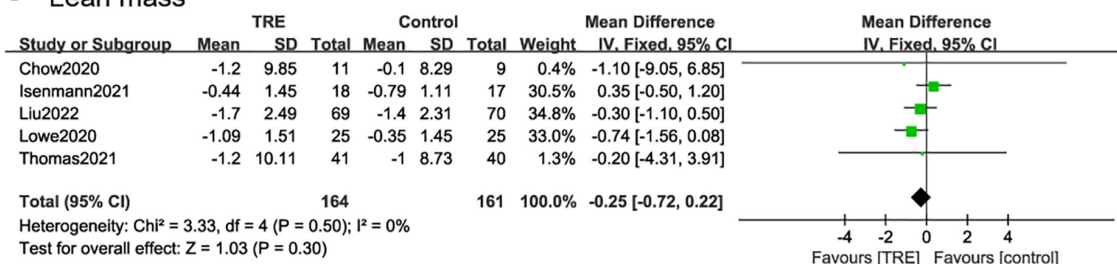 - Lean mass
TRE Control Mean Difference Mean Difference
Study or Subgroup Mean SD Total Mean SD Total Weight IV, Fixed, 95% CI IV, Fixed, 95% CI
Chow2020 -1.2 9.85 11 -0.1 8.29 9 0.4% -1.10 [-9.05, 6.85]
Isenmann2021 -0.44 1.45 18 -0.79 1.11 17 30.5% 0.35 [-0.50, 1.20]
Liu2022 -1.7 2.49 69 -1.4 2.31 70 34.8% -0.30 [-1.10, 0.50]
Lowe2020 -1.09 1.51 25 -0.35 1.45 25 33.0% -0.74 [-1.56, 0.08]
Thomas2021 -1.2 10.11 41 -1 8.73 40 1.3% -0.20 [-4.31, 3.91]
Total (95% CI) 164 161 100.0% -0.25 [-0.72, 0.22]
Heterogeneity: Chi² = 3.33, df = 4 (P = 0.50); I² = 0%
Test for overall effect: Z = 1.03 (P = 0.30)
-4 -2 0 2 4
Favours [TRE] Favours [control]